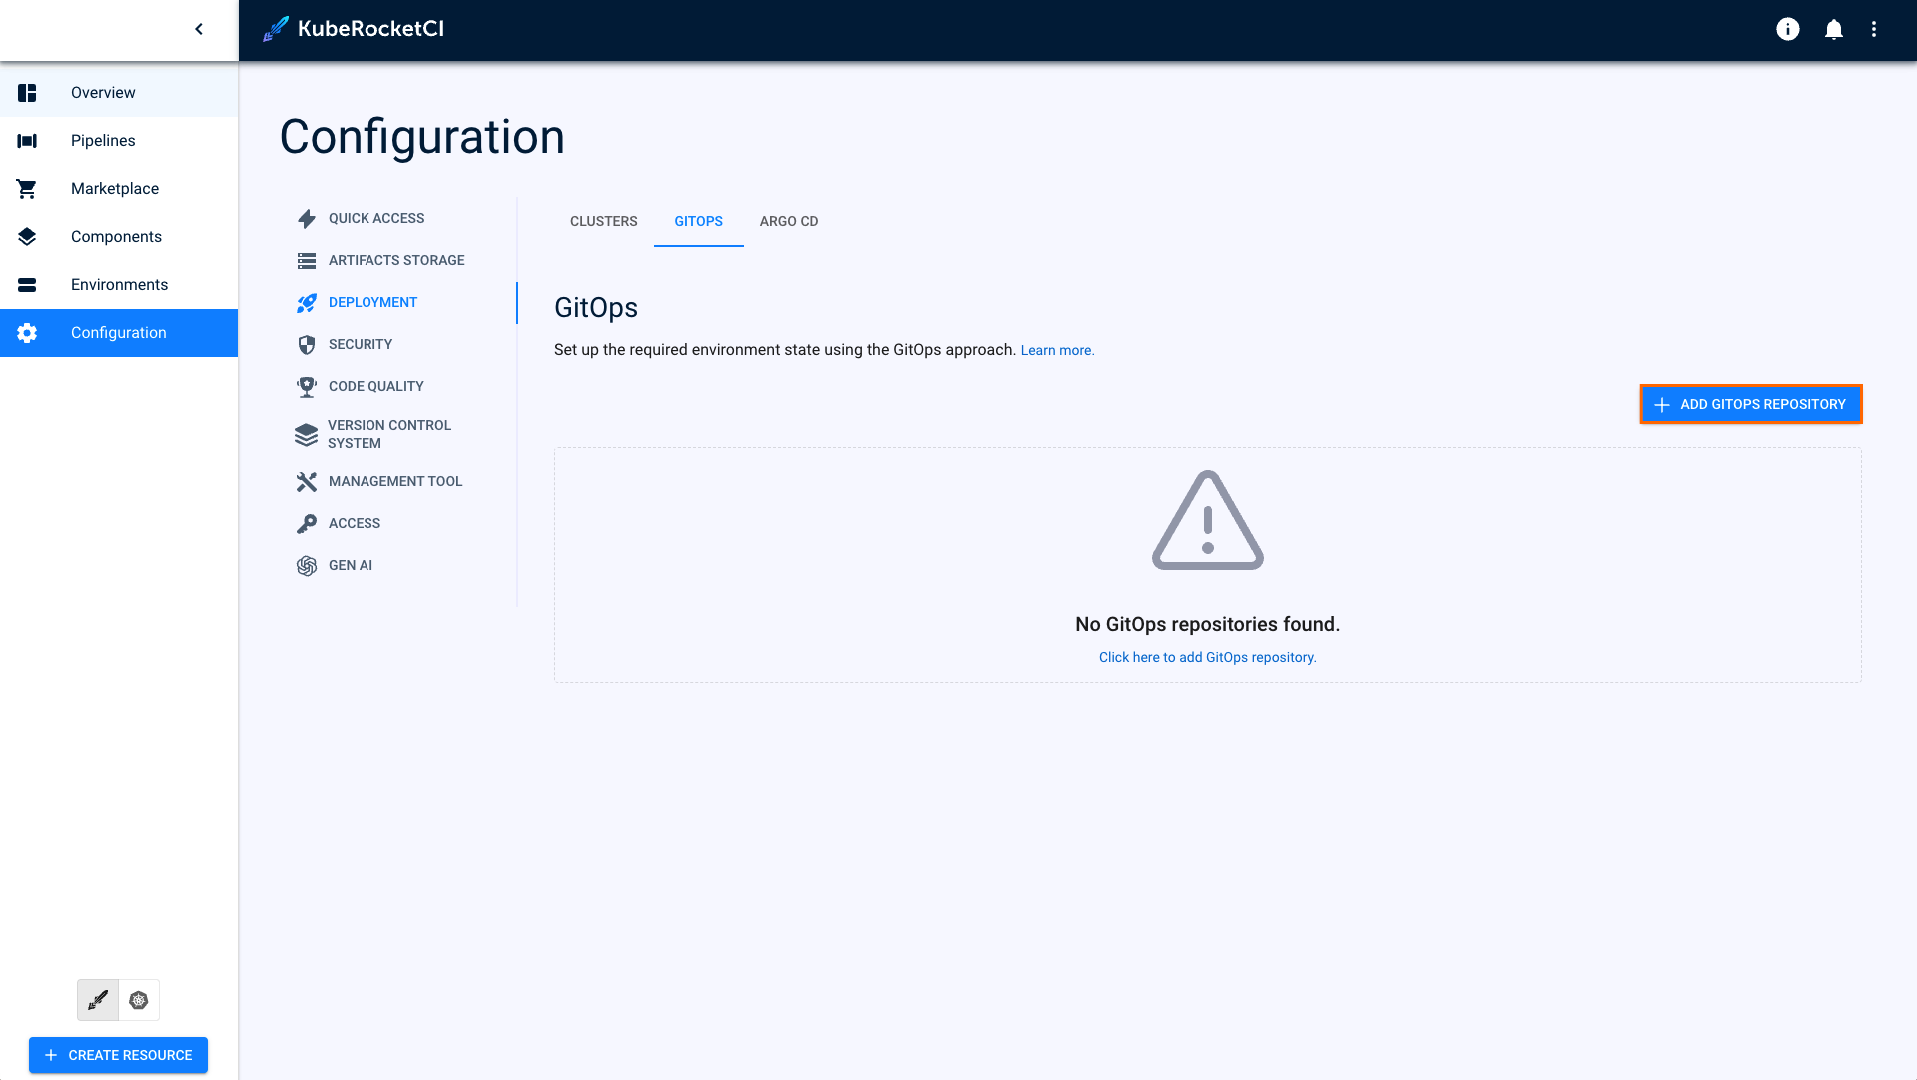 KubeRocketCI
Overview
Pipelines
Marketplace
Components
Environments
Configuration
CREATE RESOURCE
Configuration
QUICK ACCESS
ARTIFACTS STORAGE
DEPLOYMENT
SECURITY
CODE QUALITY
VERSION CONTROL
SYSTEM
MANAGEMENT TOOL
ACCESS
GEN AI
CLUSTERS GITOPS ARGO CD
GitOps
Set up the required environment state using the GitOps approach. Learn more.
ADD GITOPS REPOSITORY
No GitOps repositories found.
Click here to add GitOps repository.